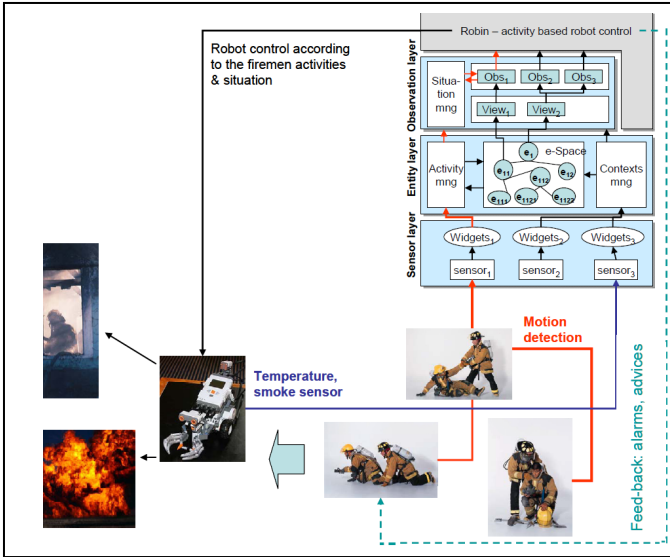 Robin – activity based robot control
Robot control according
to the firemen activities
& situation
Observation layer
Situa-
tion
mng
Obs1
Obs2
Obs3
View1
View2
Entity layer
Activity
mng
e-Space
e1
e11
e112
e12
e111
e1121
e1122
Contexts
mng
Sensor layer
Widgets1
Widgets2
Widgets3
sensor1
sensor2
sensor3
Motion
detection
Temperature,
smoke sensor
Feed-back: alarms, advices